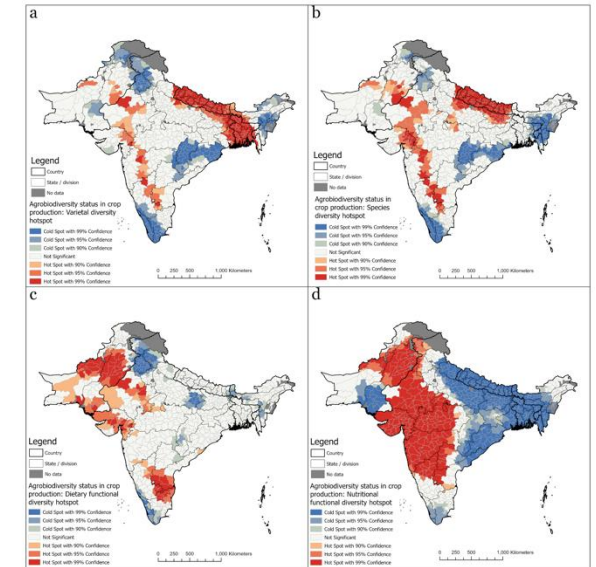 a
Legend
Country
State / division
No data
Agrobiodiversity status in crop
production: Varietal diversity
hotspot
Cold Spot with 99% Confidence
Cold Spot with 95% Confidence
Cold Spot with 90% Confidence
Not Significant
Hot Spot with 90% Confidence
Hot Spot with 95% Confidence
Hot Spot with 99% Confidence
0 250 500 1,000 Kilometers
b
Legend
Country
State / division
No data
Agrobiodiversity status in crop
production: Species
diversity hotspot
Cold Spot with 99% Confidence
Cold Spot with 95% Confidence
Cold Spot with 90% Confidence
Not Significant
Hot Spot with 90% Confidence
Hot Spot with 95% Confidence
Hot Spot with 99% Confidence
0 250 500 1,000 Kilometers
c
Legend
Country
State / division
No data
Agrobiodiversity status in crop
production: Dietary functional
diversity hotspot
Cold Spot with 99% Confidence
Cold Spot with 95% Confidence
Cold Spot with 90% Confidence
Not Significant
Hot Spot with 90% Confidence
Hot Spot with 95% Confidence
Hot Spot with 99% Confidence
0 250 500 1,000 Kilometers
d
Legend
Country
State / division
No data
Agrobiodiversity status in crop
production: Nutritional
functional diversity hotspot
Cold Spot with 99% Confidence
Cold Spot with 95% Confidence
Cold Spot with 90% Confidence
Not Significant
Hot Spot with 90% Confidence
Hot Spot with 95% Confidence
Hot Spot with 99% Confidence
0 250 500 1,000 Kilometers